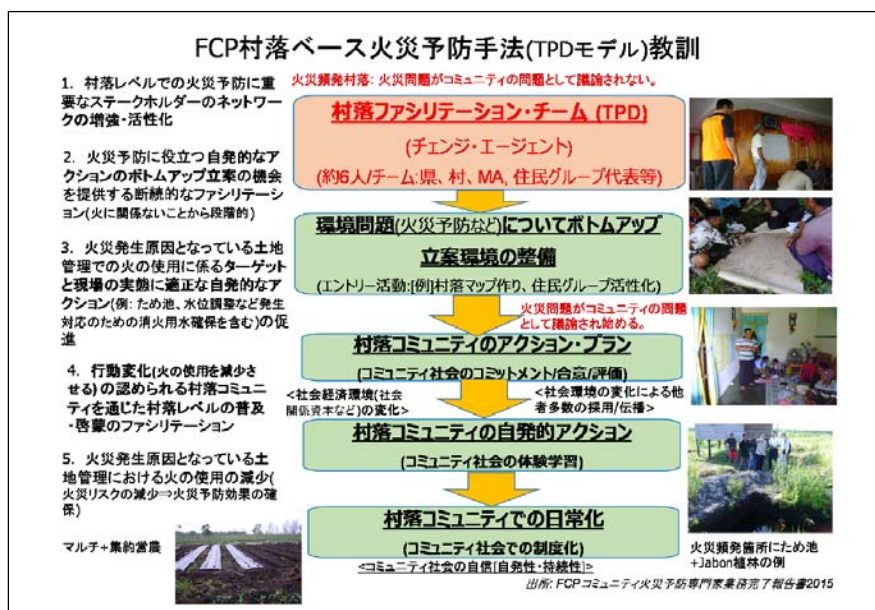 FCP村落ベース火災予防手法(TPDモデル)教訓
1. 村落レベルでの火災予防に重
要なステークホルダーのネットワー
クの増強・活性化
2. 火災予防に役立つ自発的なア
クションのボトムアップ立案の機会
を提供する断続的なファシリテーシ
ョン(火に関係ないことから段階的)
3. 火災発生原因となっている土地
管理での火の使用に係るターゲット
と現場の実態に適正な自発的なア
クション(例: ため池、水位調整など発生
対応のための消火用水確保を含む)の促
進
4. 行動変化(火の使用を減少さ
せる)の認められる村落コミュニ
ティを通じた村落レベルの普及
・啓蒙のファシリテーション
5. 火災発生原因となっている土
地管理における火の使用の減少(
火災リスクの減少⇒火災予防効果の確
保)
マルチ+集約営農
火災頻発村落: 火災問題がコミュニティの問題として議論されない。
村落ファシリテーション・チーム (TPD)
(チェンジ・エージェント)
(約6人/チーム:県、村、MA, 住民グループ代表等)
環境問題(火災予防など)についてボトムアップ
立案環境の整備
(エントリー活動:[例]村落マップ作り、住民グループ活性化)
火災問題がコミュニティの問題
として議論され始める。
村落コミュニティのアクション・プラン
(コミュニティ社会のコミットメント/合意/評価)
<社会経済環境(社会
関係資本など)の変化>
<社会環境の変化による他
者多数の採用/伝播>
村落コミュニティの自発的アクション
(コミュニティ社会の体験学習)
村落コミュニティでの日常化
(コミュニティ社会での制度化)
<コミュニティ社会の自信[自発性・持続性]>
火災頻発箇所にため池
+Jabon植林の例
出所: FCPコミュニティ火災予防専門家業務完了報告書2015